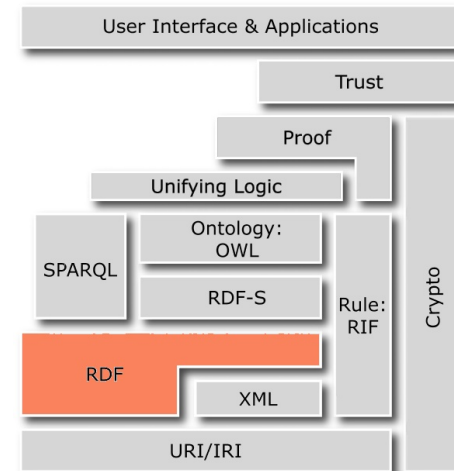 User Interface & Applications
Trust
Proof
Unifying Logic
Ontology:
OWL
SPARQL
RDF-S
Rule:
RIF
Crypto
RDF
XML
URI/IRI